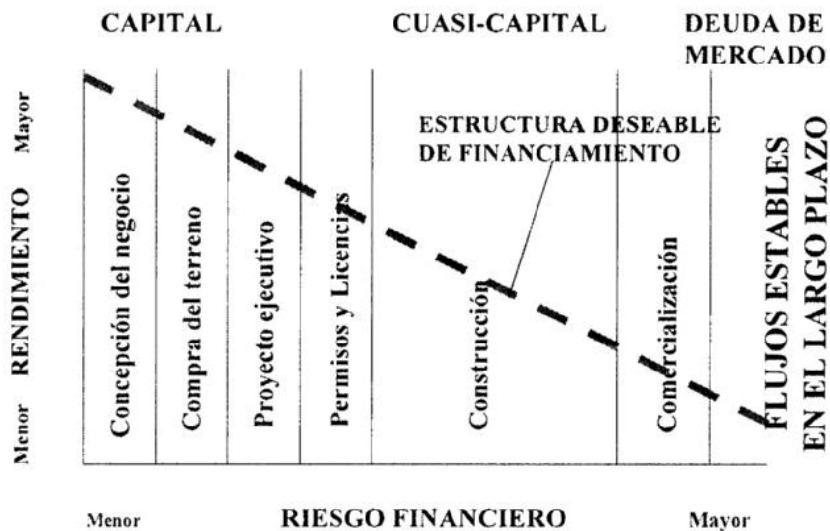 CAPITAL
CUASI-CAPITAL
DEUDA DE
MERCADO
Mayor
RENDIMIENTO
Menor
ESTRUCTURA DESEABLE
DE FINANCIAMIENTO
Concepción del negocio
Compra del terreno
Proyecto ejecutivo
Permisos y Licencias
Construcción
Comercialización
FLUJOS ESTABLES
EN EL LARGO PLAZO
Menor
RIESGO FINANCIERO
Mayor